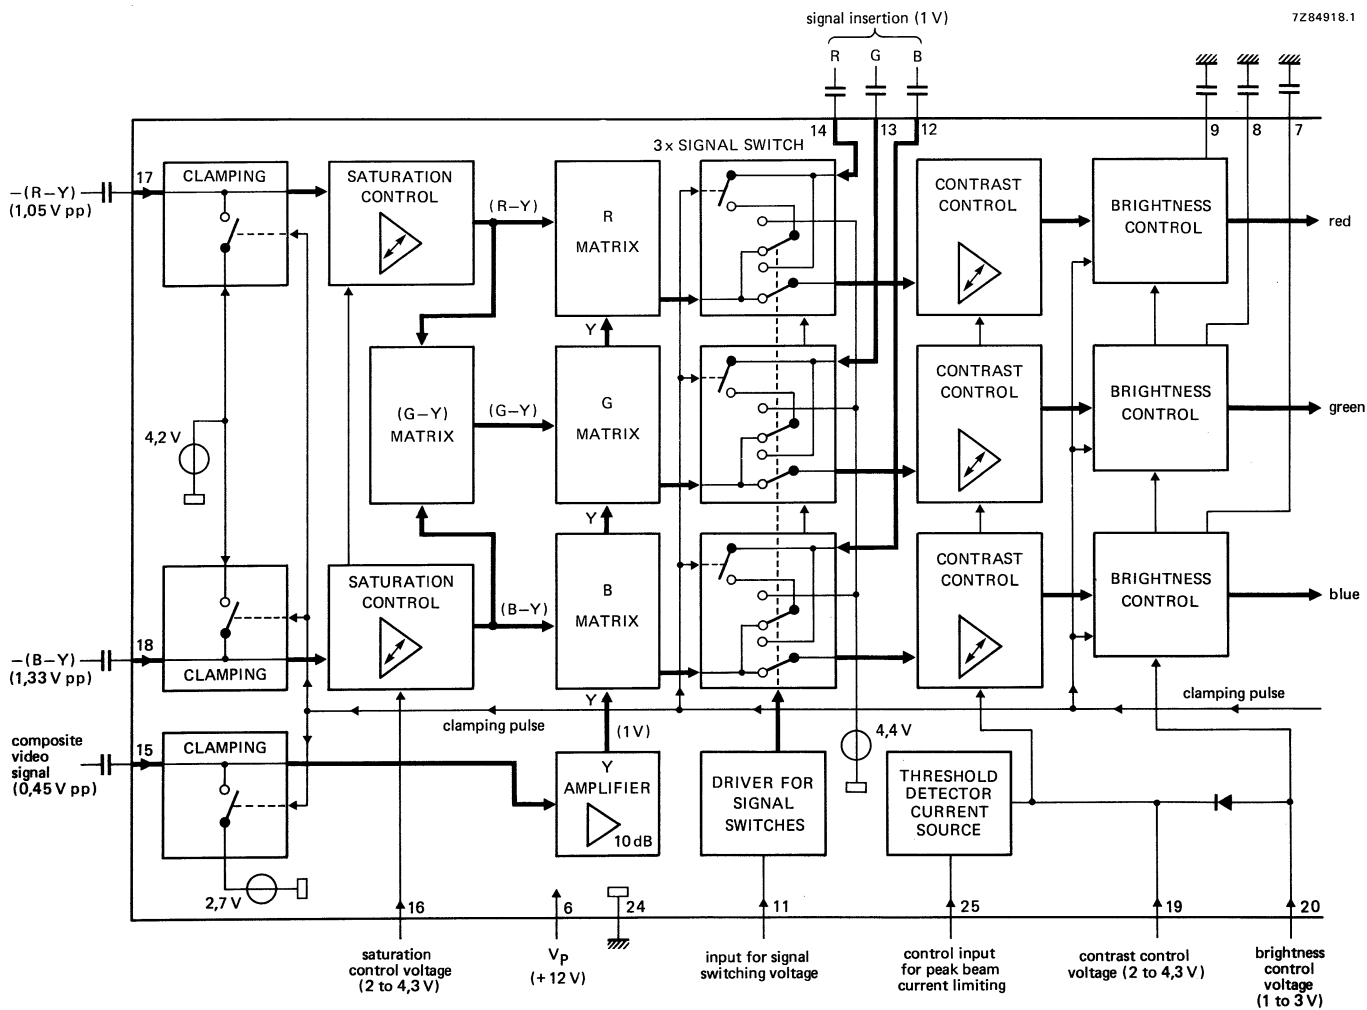 signal insertion (1 V)
7Z84918.1
R
G
B
14
13
12
9
8
7
3 x SIGNAL SWITCH
17
–(R–Y)
(1,05 V pp)
CLAMPING
SATURATION
CONTROL
(R–Y)
R
MATRIX
CONTRAST
CONTROL
BRIGHTNESS
CONTROL
red
Y
4,2 V
(G–Y)
MATRIX
(G–Y)
G
MATRIX
CONTRAST
CONTROL
BRIGHTNESS
CONTROL
green
Y
18
–(B–Y)
(1,33 V pp)
CLAMPING
SATURATION
CONTROL
(B–Y)
B
MATRIX
CONTRAST
CONTROL
BRIGHTNESS
CONTROL
blue
Y
clamping pulse
clamping pulse
(1V)
4,4 V
composite
video
signal
(0,45 V pp)
15
CLAMPING
2,7 V
Y
AMPLIFIER
10 dB
DRIVER FOR
SIGNAL
SWITCHES
THRESHOLD
DETECTOR
CURRENT
SOURCE
16
6
24
11
25
19
20
saturation
control voltage
(2 to 4,3 V)
VP
(+ 12 V)
input for signal
switching voltage
control input
for peak beam
current limiting
contrast control
voltage (2 to 4,3 V)
brightness
control
voltage
(1 to 3 V)